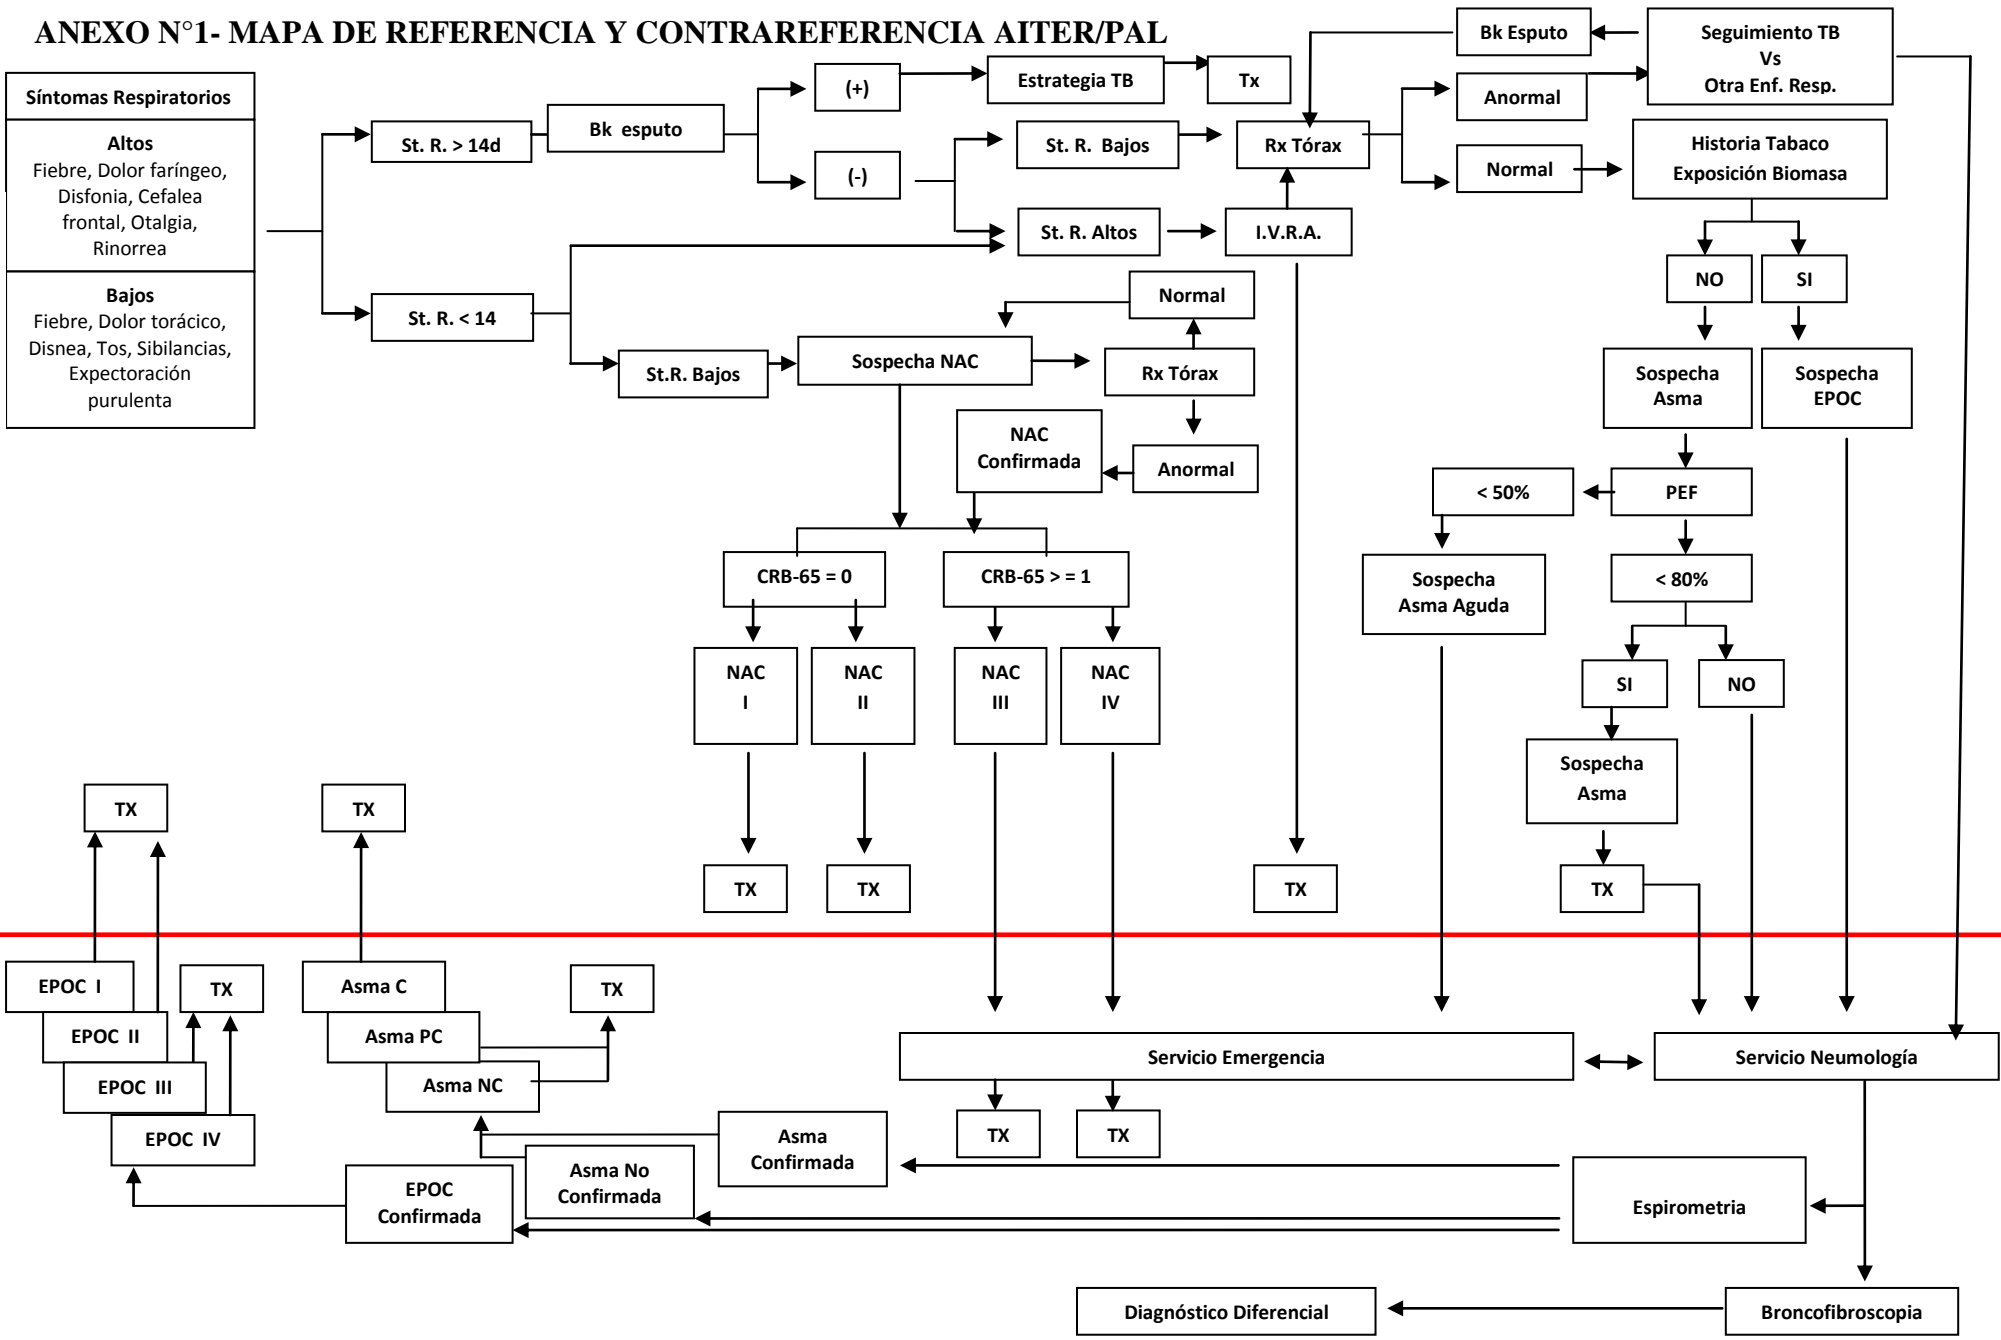 ANEXO N°1- MAPA DE REFERENCIA Y CONTRAREFERENCIA AITER/PAL
Síntomas Respiratorios
Altos
Fiebre, Dolor faríngeo,
Disfonia, Cefalea
frontal, Otalgia,
Rinorrea
Bajos
Fiebre, Dolor torácico,
Disnea, Tos, Sibilancias,
Expectoración
purulenta
St. R. > 14d
Bk esputo
(+)
Estrategia TB
Tx
(-)
St. R. Bajos
St. R. Altos
Rx Tórax
I.V.R.A.
Bk Esputo
Seguimiento TB
Vs
Otra Enf. Resp.
Anormal
Normal
Historia Tabaco
Exposición Biomasa
NO
SI
Sospecha
Asma
Sospecha
EPOC
St. R. < 14
St.R. Bajos
Sospecha NAC
Normal
Rx Tórax
Anormal
NAC
Confirmada
< 50%
PEF
Sospecha
Asma Aguda
< 80%
SI
NO
Sospecha
Asma
TX
CRB-65 = 0
CRB-65 > = 1
NAC
I
NAC
II
NAC
III
NAC
IV
TX
TX
TX
TX
TX
EPOC I
EPOC II
EPOC III
EPOC IV
TX
Asma C
Asma PC
Asma NC
TX
Servicio Emergencia
Servicio Neumología
TX
TX
Asma
Confirmada
Asma No
Confirmada
EPOC
Confirmada
Espirometria
Diagnóstico Diferencial
Broncofibroscopia